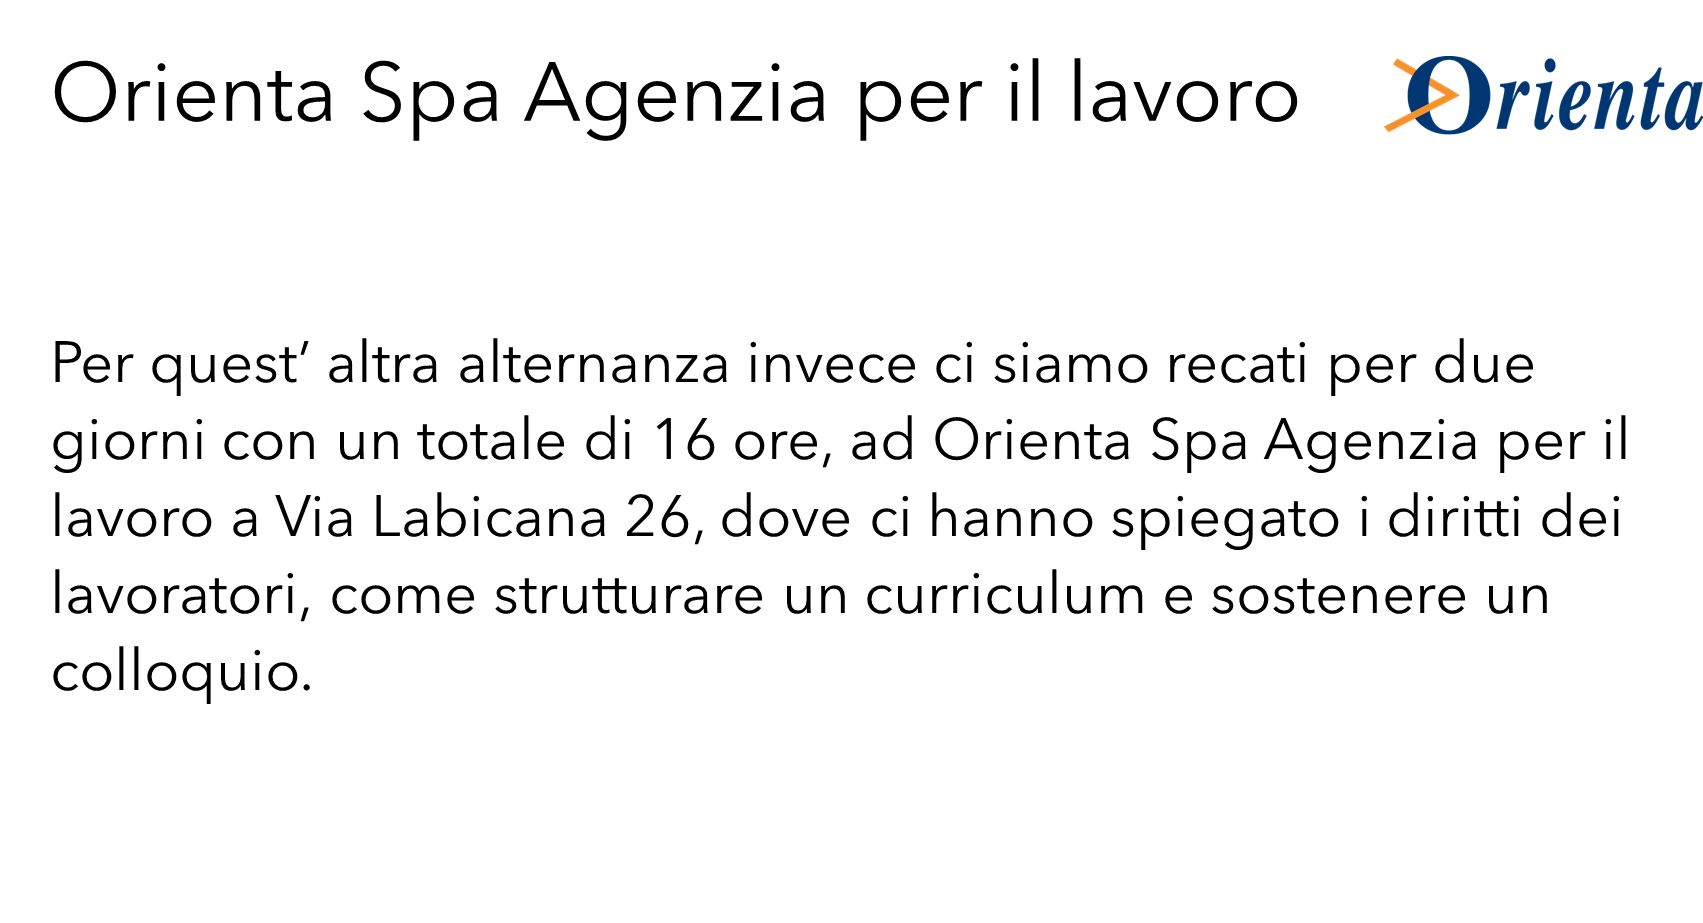 Orienta Spa Agenzia per il lavoro
Orienta
Per quest’ altra alternanza invece ci siamo recati per due
giorni con un totale di 16 ore, ad Orienta Spa Agenzia per il
lavoro a Via Labicana 26, dove ci hanno spiegato i diritti dei
lavoratori, come strutturare un curriculum e sostenere un
colloquio.